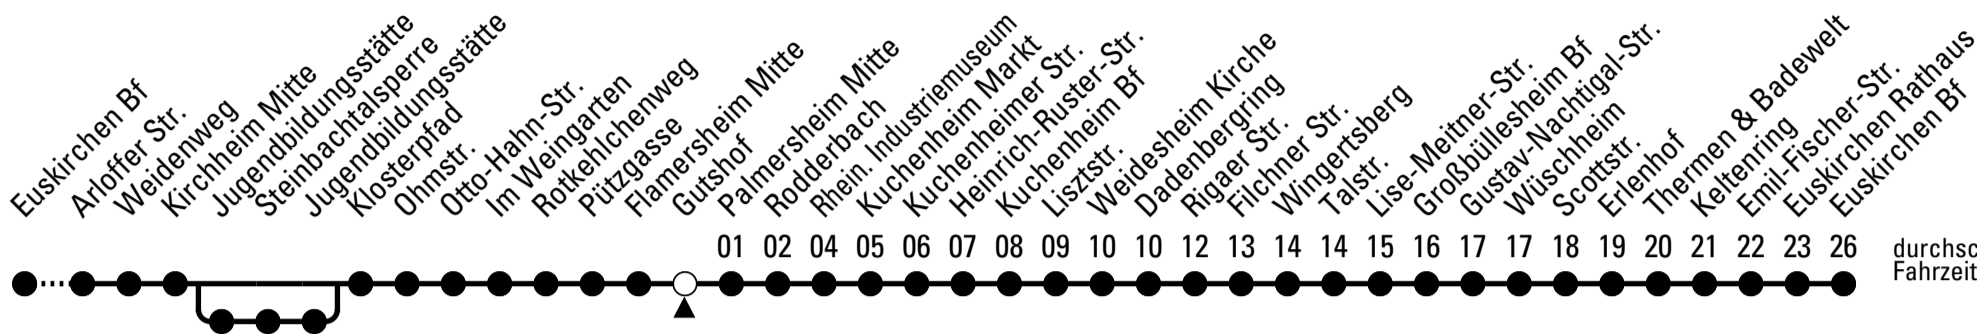 Euskirchen Bf
Arloffer Str.
Weidenweg
Kirchheim Mitte
Jugendbildungsstätte
Steinbachtalsperre
Jugendbildungsstätte
Klosterpfad
Ohmstr.
Otto-Hahn-Str.
Im Weingarten
Rotkehlchenweg
Pützgasse
Flamersheim Mitte
Gutshof
Palmersheim Mitte
Rodderbach
Rhein. Industriemuseum
Kuchenheim Markt
Kuchenheimer Str.
Heinrich-Ruster-Str.
Kuchenheim Bf
Lisztstr.
Weidesheim Kirche
Dadenbergring
Rigaer Str.
Filchner Str.
Wingertsberg
Talstr.
Lise-Meitner-Str.
Großbüllesheim Bf
Gustav-Nachtigal-Str.
Wüschheim
Scottstr.
Erlenhof
Thermen & Badewelt
Keltenring
Emil-Fischer-Str.
Euskirchen Rathaus
Euskirchen Bf
01 02 04 05 06 07 08 09 10 10 12 13 14 14 15 16 17 17 18 19 20 21 22 23 26
durchsc
Fahrzeit